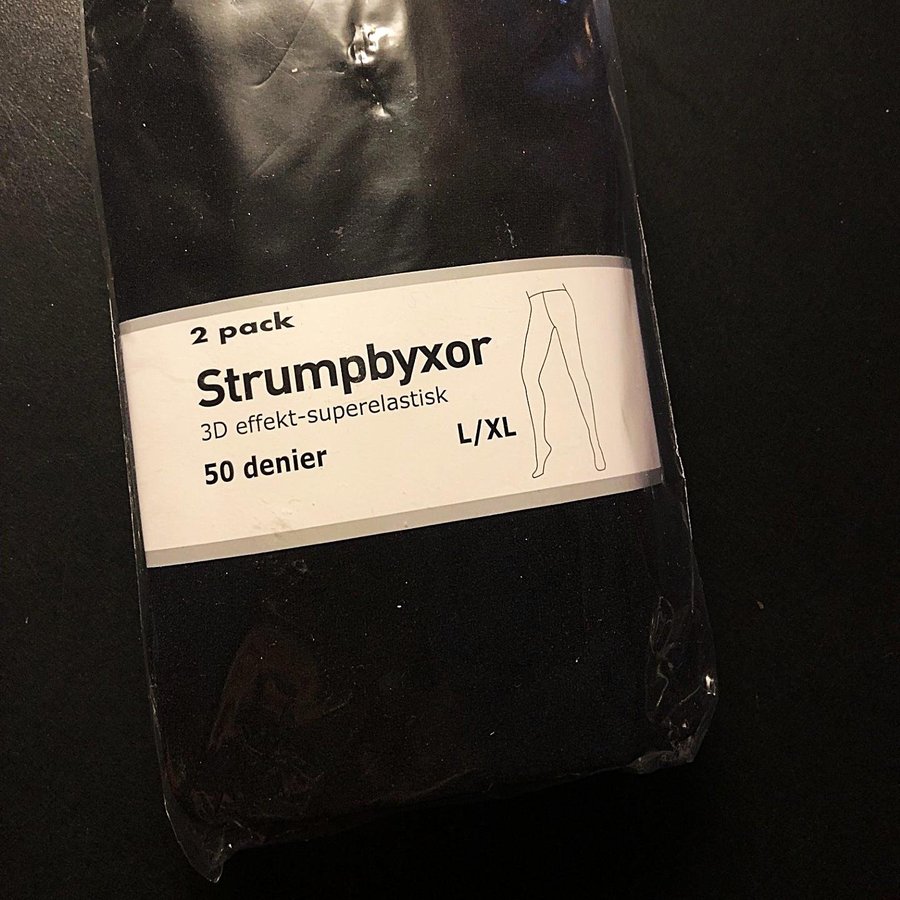 2 pack
Strumpbyxor
3D effekt-superelastisk
L/XL
50 denier